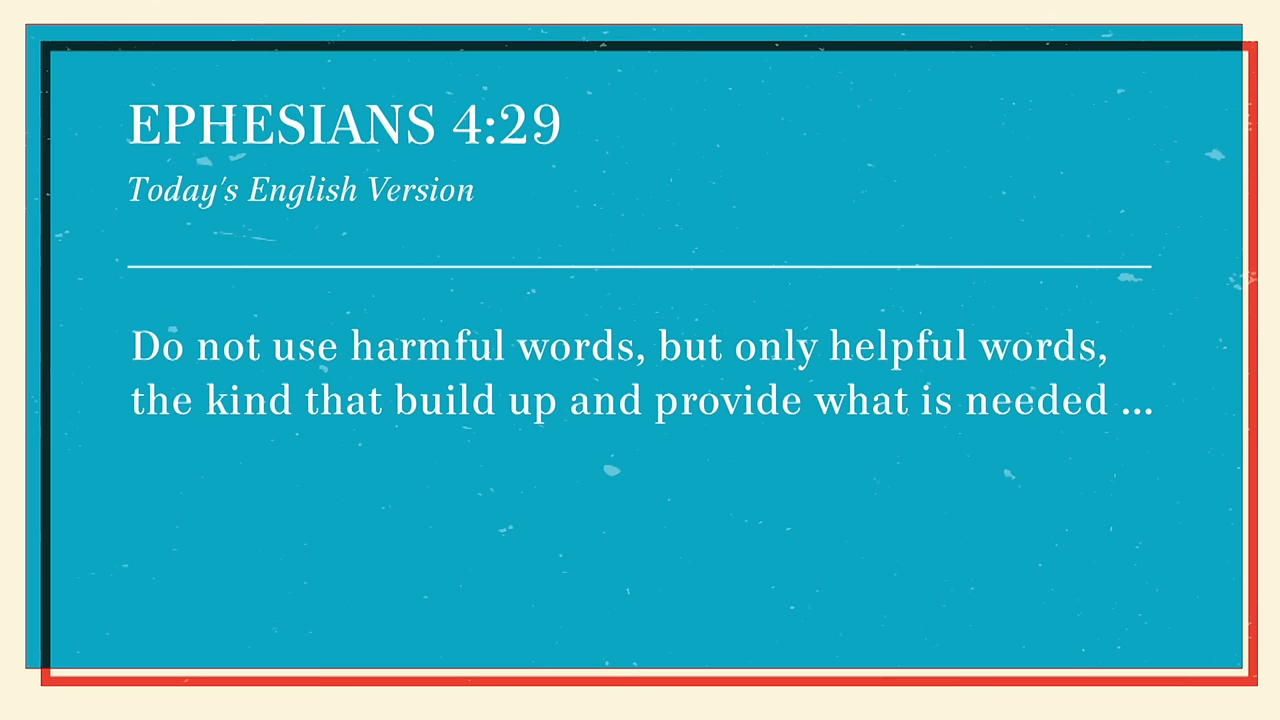 EPHESIANS 4:29
Today's English Version
Do not use harmful words, but only helpful words,
the kind that build up and provide what is needed ...